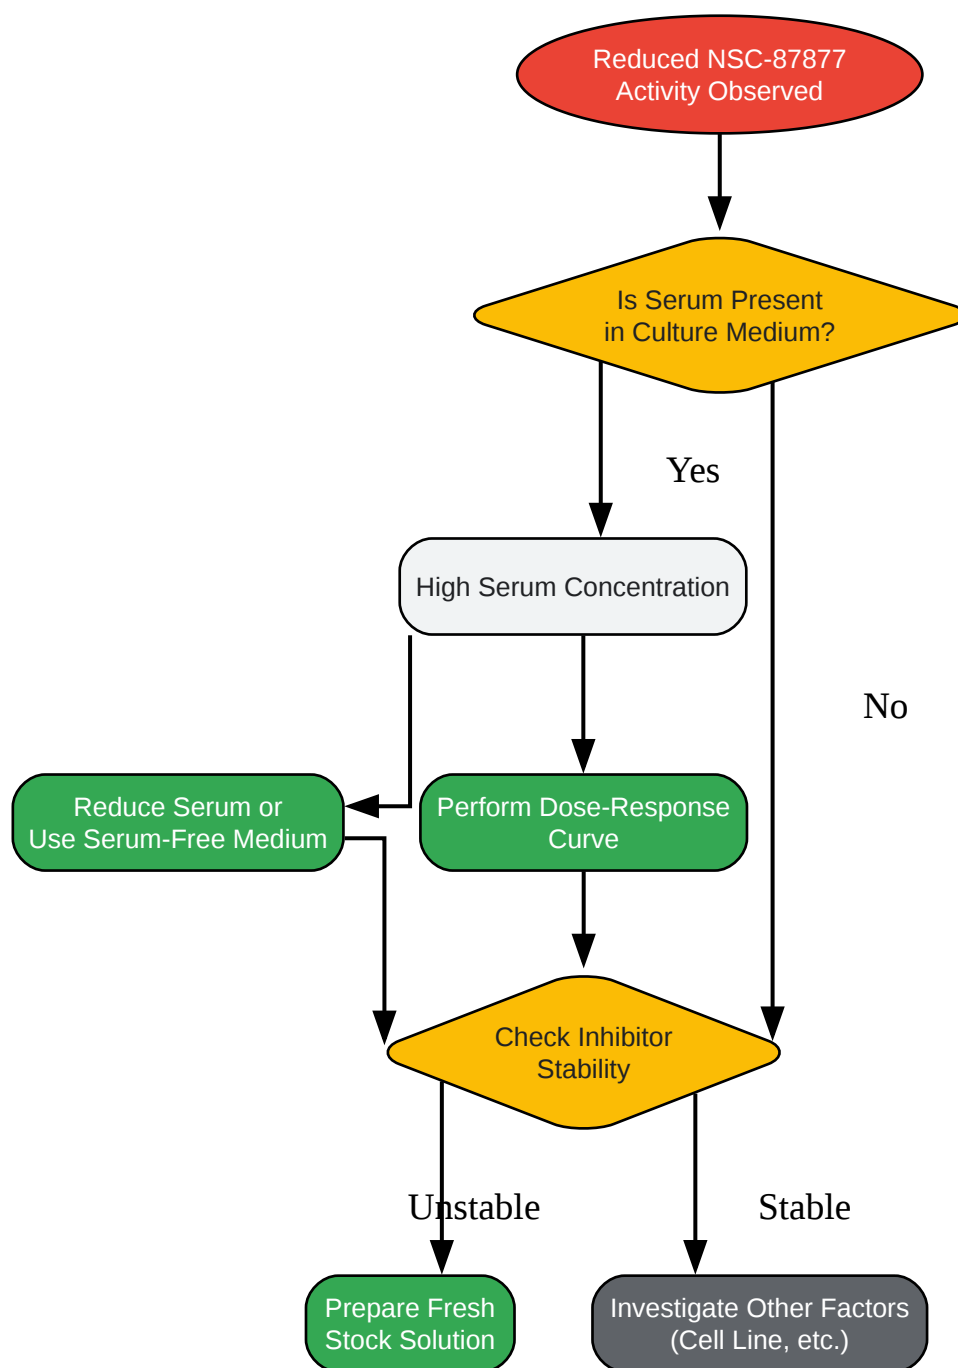 Reduced NSC-87877
Activity Observed
Is Serum Present
in Culture Medium?
Yes
High Serum Concentration
No
Reduce Serum or
Use Serum-Free Medium
Perform Dose-Response
Curve
Check Inhibitor
Stability
Unstable
Stable
Prepare Fresh
Stock Solution
Investigate Other Factors
(Cell Line, etc.)